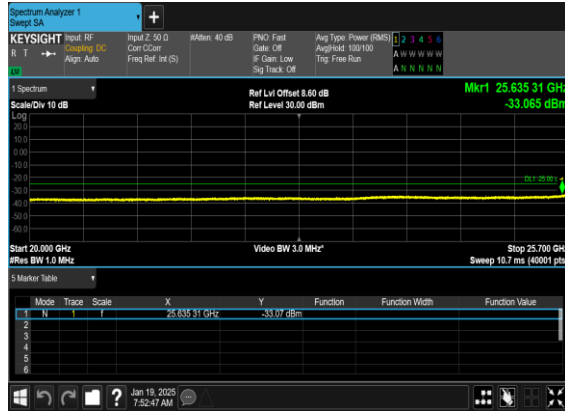 Spectrum Analyzer 1
Swept SA
+
KEYSIGHT Input: RF Input Z: 50 Ω #Atten: 40 dB PNO: Fast Avg Type: Power (RMS) 1 2 3 4 5 6
R T Coupling: DC Corr CCorr Gate: Off Avg|Hold: 100/100 A W W W W W
Align: Auto Freq Ref: Int (S) IF Gain: Low Trig: Free Run
Sig Track: Off A N N N N N
1 Spectrum Ref Lvl Offset 8.60 dB Mkr1 25.635 31 GHz
Scale/Div 10 dB Ref Level 30.00 dBm -33.065 dBm
Log
20.0
10.0
0.00
-10.0
-20.0
DL1 -25.00
-30.0
-40.0
-50.0
-60.0
Start 20.000 GHz Video BW 3.0 MHz* Stop 25.700 GHz
#Res BW 1.0 MHz Sweep 10.7 ms (40001 pts)
5 Marker Table
Mode Trace Scale X Y Function Function Width Function Value
1 N 1 f 25.635 31 GHz -33.07 dBm
2
3
4
5
6
? Jan 19, 2025
7:52:47 AM